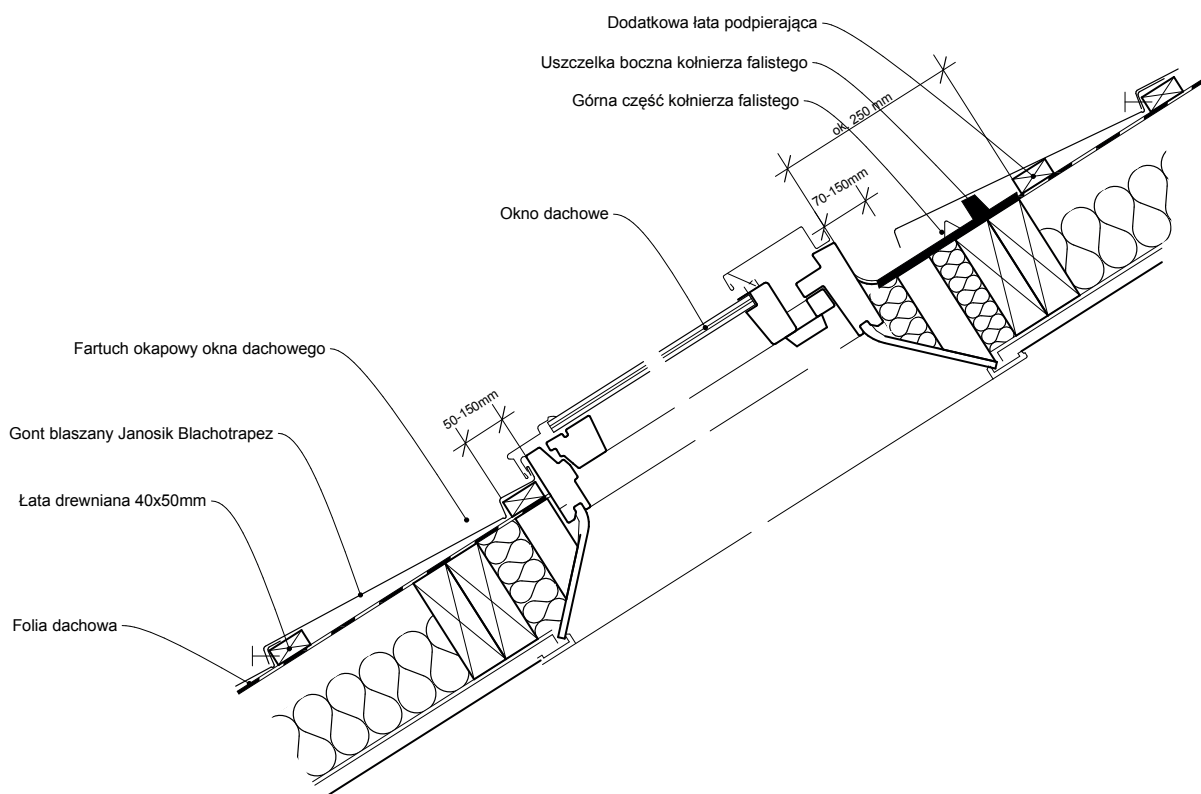 Dodatkowa łata podpierająca
Uszczelka boczna kołnierza falistego
Górna część kołnierza falistego
ok. 250 mm
70-150mm
Okno dachowe
Fartuch okapowy okna dachowego
50-150mm
Gont blaszany Janosik Blachotrapez
Łata drewniana 40x50mm
Folia dachowa